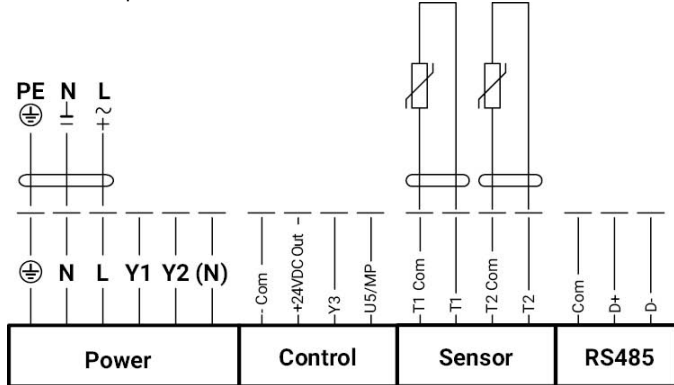 PE N L
N L Y1 Y2 (N)
- Com
+24VDC Out -
Y3
U5/MP
T1 Com
T1
T2 Com
T2
Com
D+
D-
Power
Control
Sensor
RS485